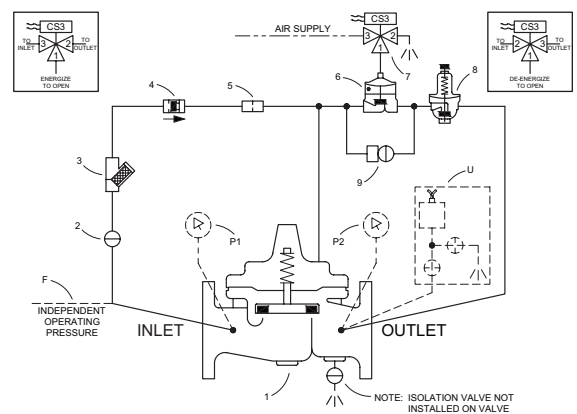 CS3
TO
INLET
3
2
TO
OUTLET
1
ENERGIZE
TO OPEN
AIR SUPPLY
CS3
3
2
1
7
6
8
CS3
TO
INLET
2
3
TO
OUTLET
1
DE-ENERGIZE
TO OPEN
4
5
3
9
U
2
P1
P2
F
INDEPENDENT
OPERATING
PRESSURE
INLET
OUTLET
1
NOTE: ISOLATION VALVE NOT
INSTALLED ON VALVE